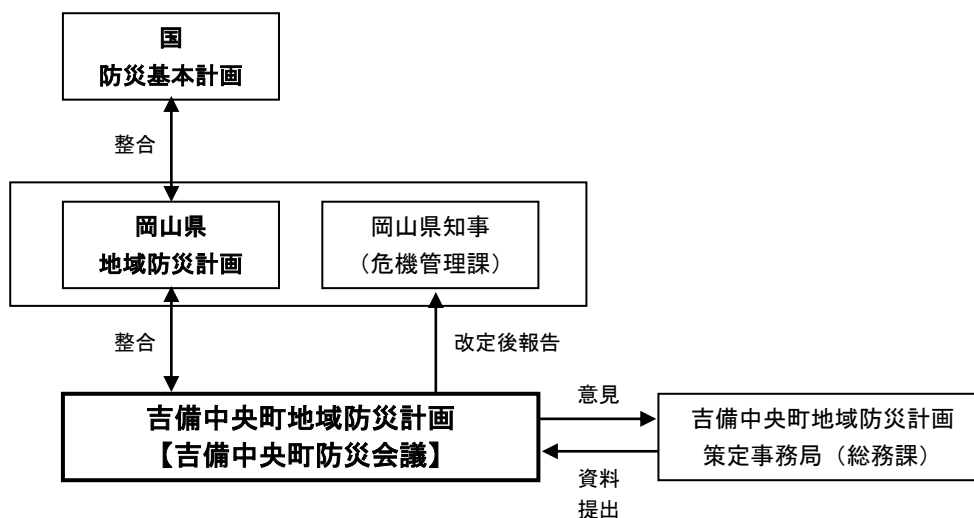 国
防災基本計画
整合
岡山県
地域防災計画
岡山県知事
（危機管理課）
整合
改定後報告
吉備中央町地域防災計画
【吉備中央町防災会議】
意見
資料
提出
吉備中央町地域防災計画
策定事務局（総務課）